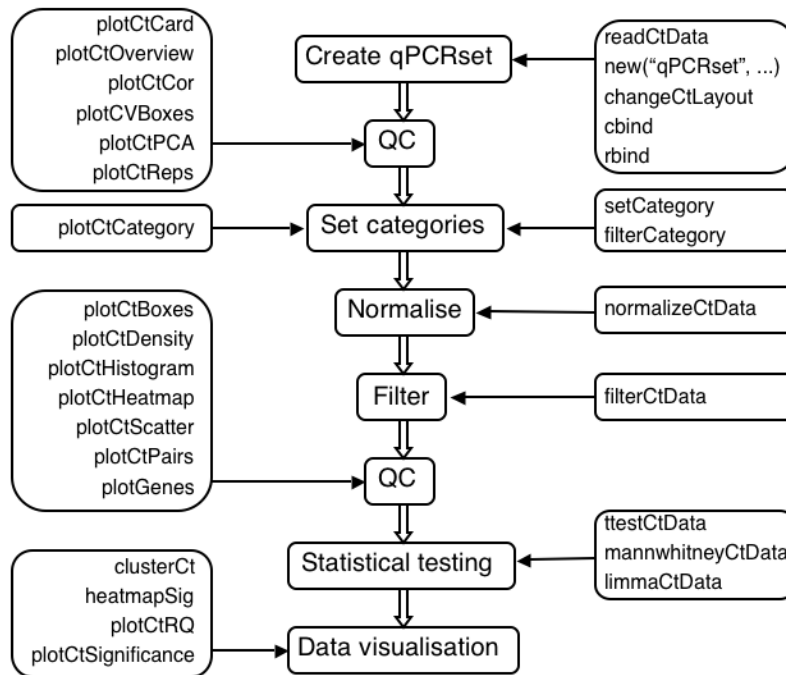 plotCtCard
plotCtOverview
plotCtCor
plotCVBoxes
plotCtPCA
plotCtReps
Create qPCRset
readCtData
new(“qPCRset”, ...)
changeCtLayout
cbind
rbind
QC
plotCtCategory
Set categories
setCategory
filterCategory
Normalise
normalizeCtData
plotCtBoxes
plotCtDensity
plotCtHistogram
plotCtHeatmap
plotCtScatter
plotCtPairs
plotGenes
Filter
filterCtData
QC
Statistical testing
ttestCtData
mannwhitneyCtData
limmaCtData
clusterCt
heatmapSig
plotCtRQ
plotCtSignificance
Data visualisation